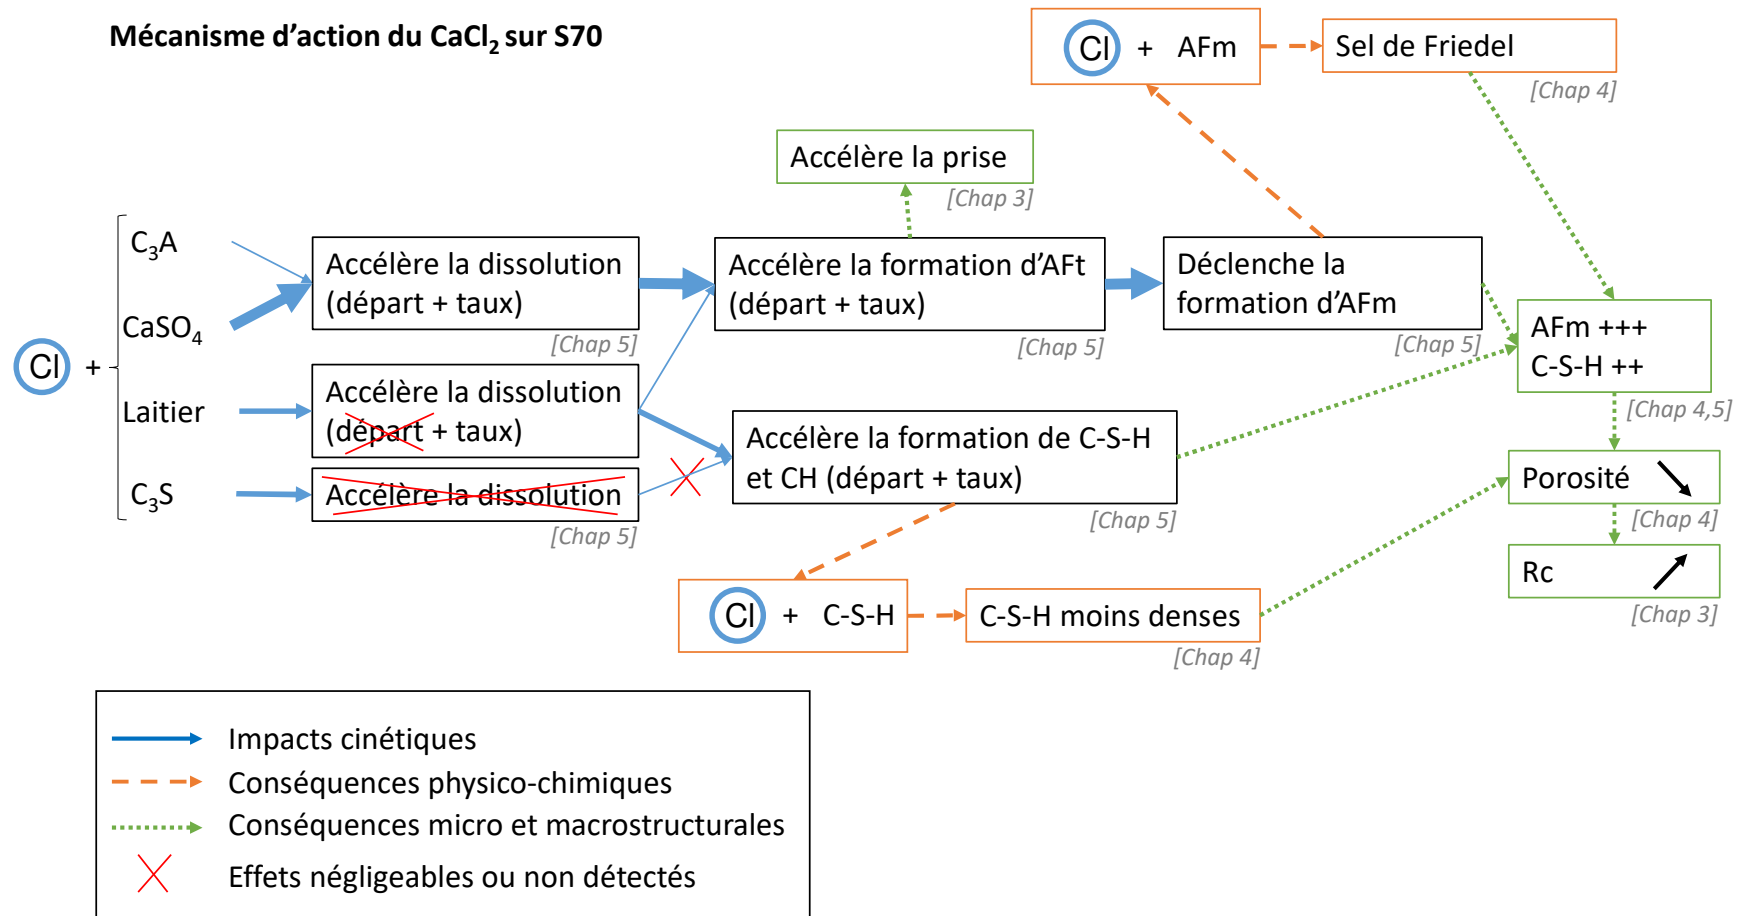 Mécanisme d’action du CaCl₂ sur S70
Cl + AFm
Sel de Friedel
[Chap 4]
Accélère la prise
[Chap 3]
Cl +
C₃A
CaSO₄
Laitier
C₃S
Accélère la dissolution
(départ + taux)
[Chap 5]
Accélère la dissolution
(départ + taux)
Accélère la dissolution
[Chap 5]
Accélère la formation d’AFt
(départ + taux)
[Chap 5]
Déclenche la
formation d’AFm
[Chap 5]
Accélère la formation de C-S-H
et CH (départ + taux)
[Chap 5]
AFm +++
C-S-H ++
[Chap 4,5]
Porosité
[Chap 4]
Rc
[Chap 3]
Cl + C-S-H
C-S-H moins denses
[Chap 4]
Impacts cinétiques
Conséquences physico-chimiques
Conséquences micro et macrostructurales
Effets négligeables ou non détectés